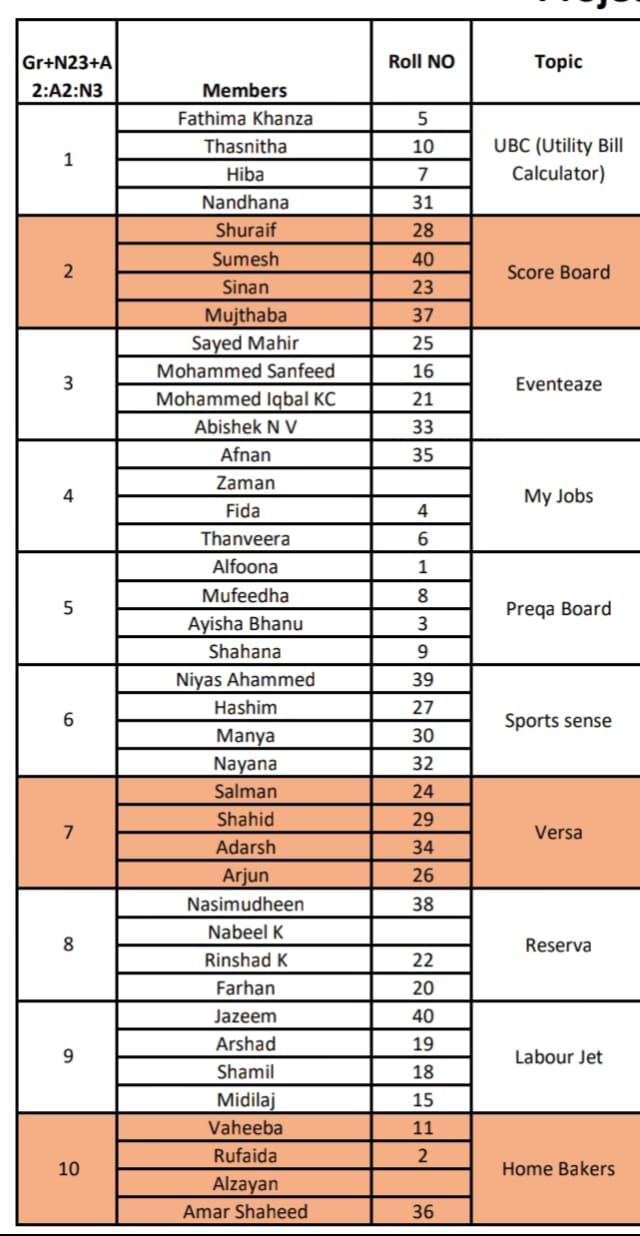 Gr+N23+A2:A2:N3 Members Roll NO Topic
1 Fathima Khanza 5 UBC (Utility Bill Calculator)
Thasnitha 10
Hiba 7
Nandhana 31
2 Shuraif 28 Score Board
Sumesh 40
Sinan 23
Mujthaba 37
3 Sayed Mahir 25 Eventeaze
Mohammed Sanfeed 16
Mohammed Iqbal KC 21
Abishek N V 33
4 Afnan 35 My Jobs
Zaman
Fida 4
Thanveera 6
5 Alfoona 1 Preqa Board
Mufeedha 8
Ayisha Bhanu 3
Shahana 9
6 Niyas Ahammed 39 Sports sense
Hashim 27
Manya 30
Nayana 32
7 Salman 24 Versa
Shahid 29
Adarsh 34
Arjun 26
8 Nasimudheen 38 Reserva
Nabeel K
Rinshad K 22
Farhan 20
9 Jazeem 40 Labour Jet
Arshad 19
Shamil 18
Midilaj 15
10 Vaheeba 11 Home Bakers
Rufaida 2
Alzayan
Amar Shaheed 36